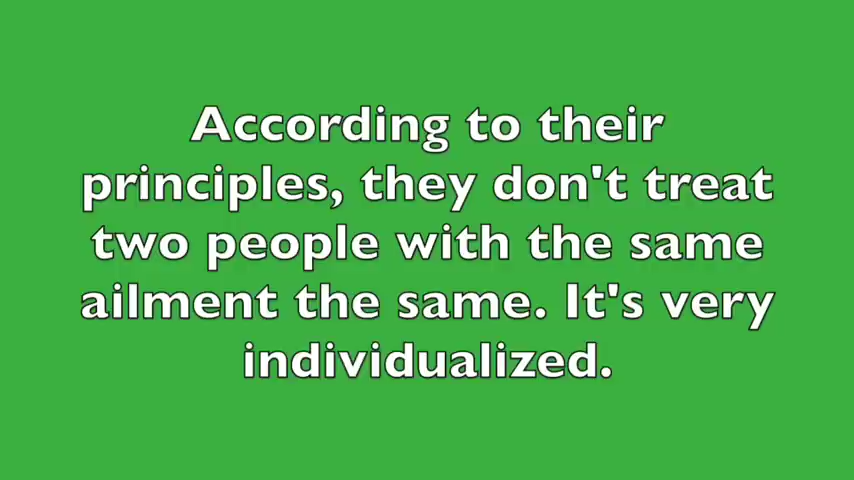 According to their
principles, they don't treat
two people with the same
ailment the same. It's very
individualized.